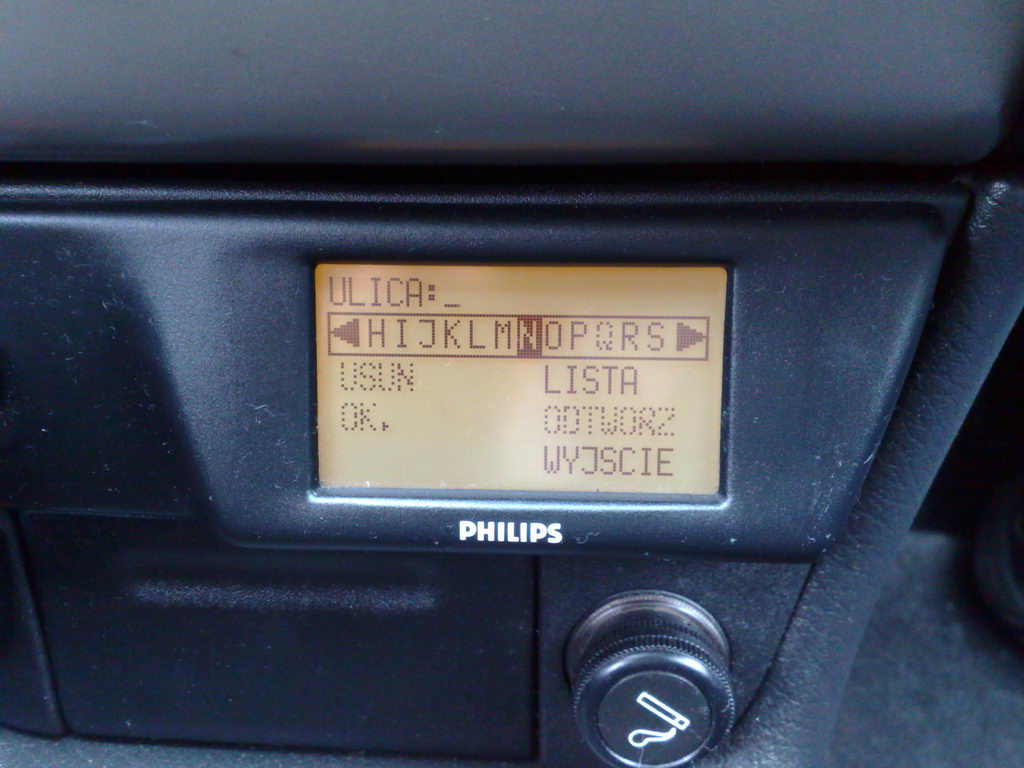 ULICA:_
◀HIJKLMNOPQRS▶
USUN LISTA
OK, ODTWORZ
WYJSCIE
PHILIPS